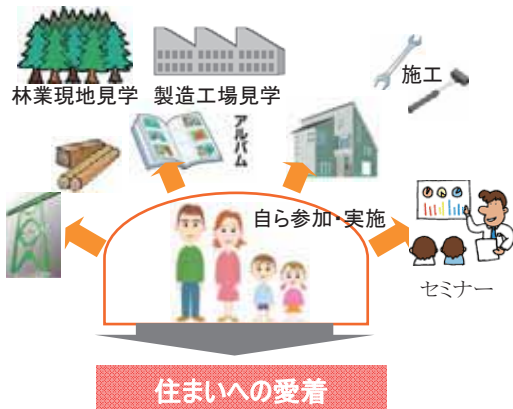 林業現地見学
製造工場見学
施工
アルバム
自ら参加・実施
セミナー
住まいへの愛着